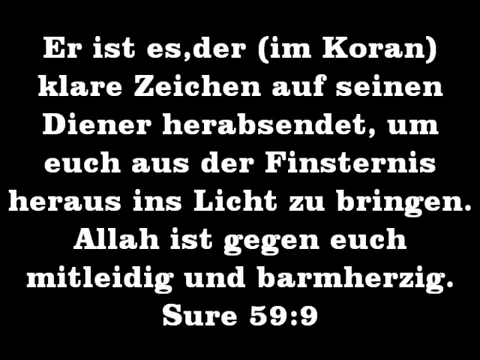 Er ist es,der (im Koran)
klare Zeichen auf seinen
Diener herabsendet, um
euch aus der Finsternis
heraus ins Licht zu bringen.
Allah ist gegen euch
mitleidig und barmherzig.
Sure 59:9